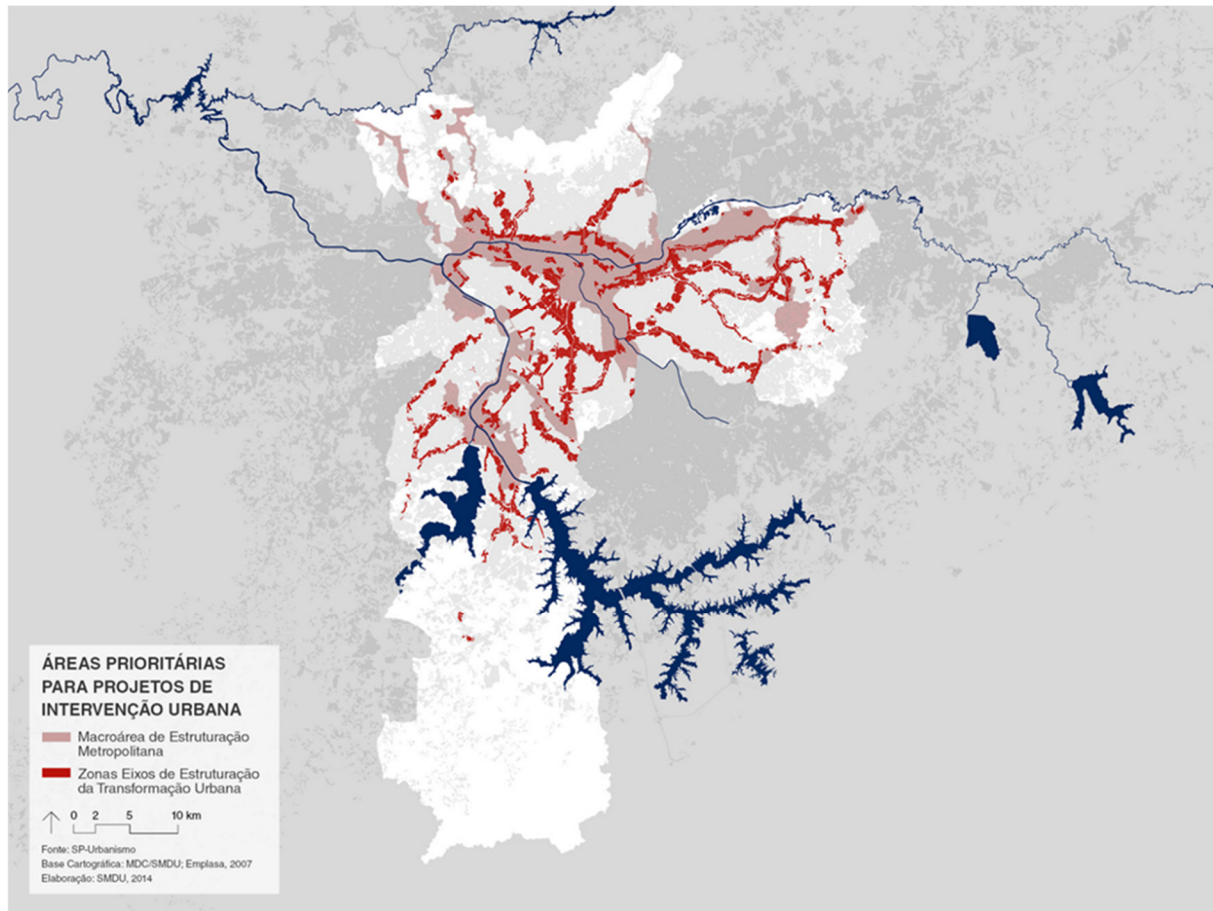 ÁREAS PRIORITÁRIAS
PARA PROJETOS DE
INTERVENÇÃO URBANA
Macroárea de Estruturação
Metropolitana
Zonas Eixos de Estruturação
da Transformação Urbana
0 2 5 10 km
Fonte: SP-Urbanismo
Base Cartográfica: MDC/SMDU; Emplasa, 2007
Elaboração: SMDU, 2014